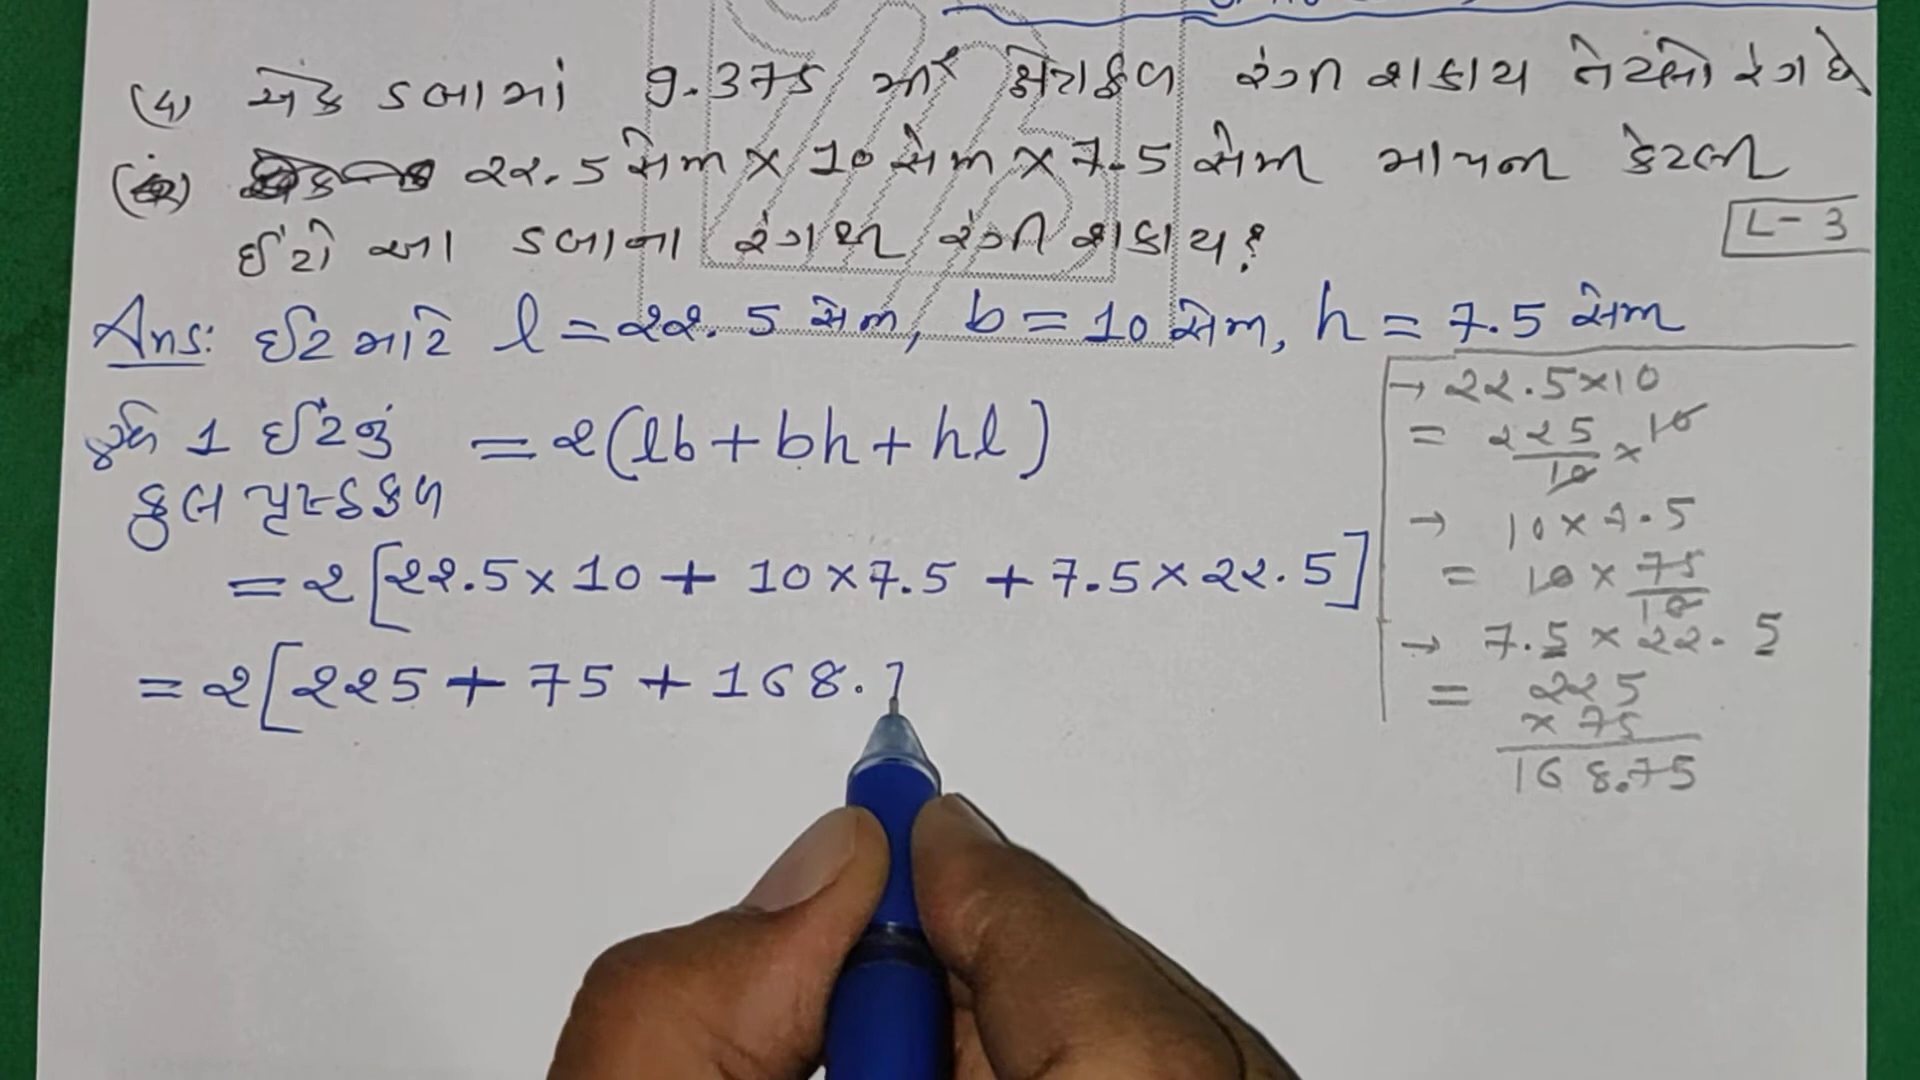 (4) એક ડબામાં 9.375 મી² ક્ષેત્રફળ રંગી શકાય તેટલો રંગ છે
22.5 સેમી × 10 સેમી × 7.5 સેમી માપની કેટલી
ઈંટો આ ડબાના રંગથી રંગી શકાય?
L-3
Ans: ઈંટ માટે l = 22.5 સેમી, b = 10 સેમી, h = 7.5 સેમી
1 ઈંટનું = 2(lb + bh + hl)
કુલ પૃષ્ઠફળ
= 2[22.5 × 10 + 10 × 7.5 + 7.5 × 22.5]
= 2[225 + 75 + 168.7
→ 22.5×10
= 225/10 × 10
→ 10 × 7.5
= 10 × 75/10
→ 7.5 × 22.5
= 225
× 75
168.75